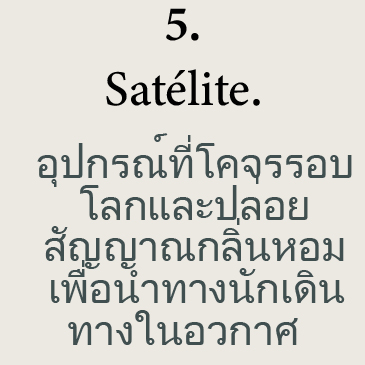 5.
Satélite.
อุปกรณ์ที่โคจรรอบ
โลกและปล่อย
สัญญาณกลิ่นหอม
เพื่อนำทางนักเดิน
ทางในอวกาศ